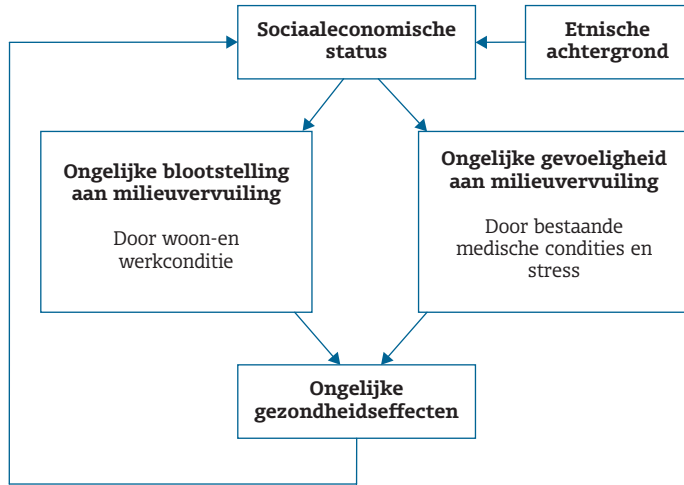 Sociaaleconomische
status
Etnische
achtergrond
Ongelijke blootstelling
aan milieuvervuiling
Door woon-en
werkconditie
Ongelijke gevoeligheid
aan milieuvervuiling
Door bestaande
medische condities en
stress
Ongelijke
gezondheidseffecten